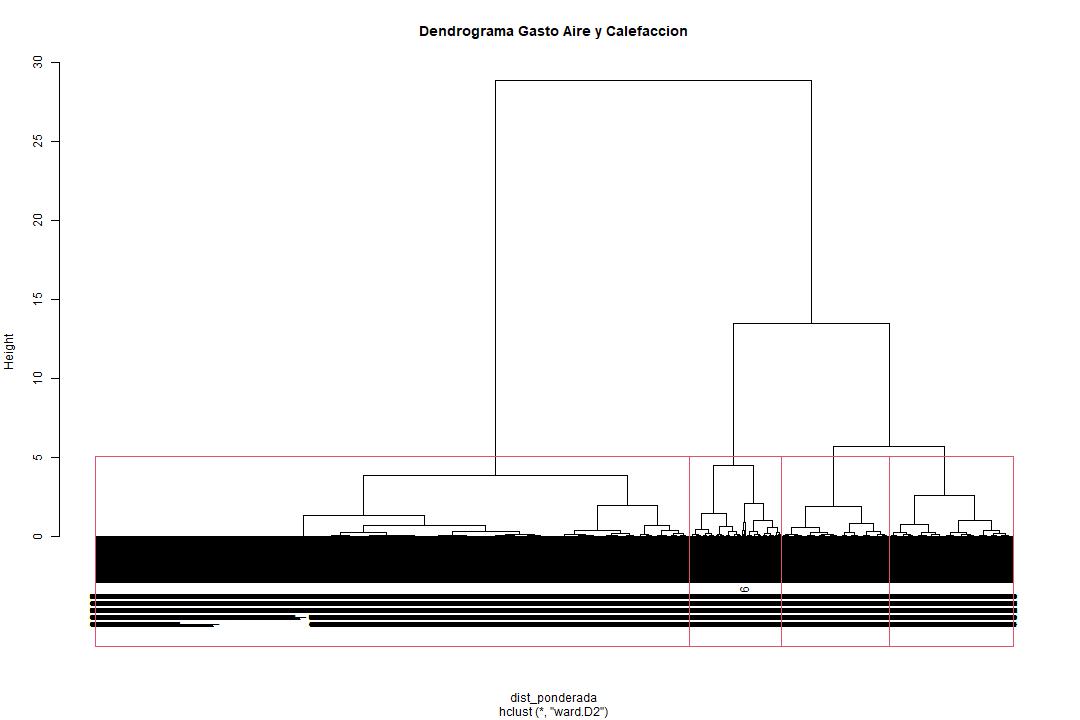 Dendrograma Gasto Aire y Calefaccion
30
25
20
15
10
5
0
Height
6
dist_ponderada
hclust (*, "ward.D2")